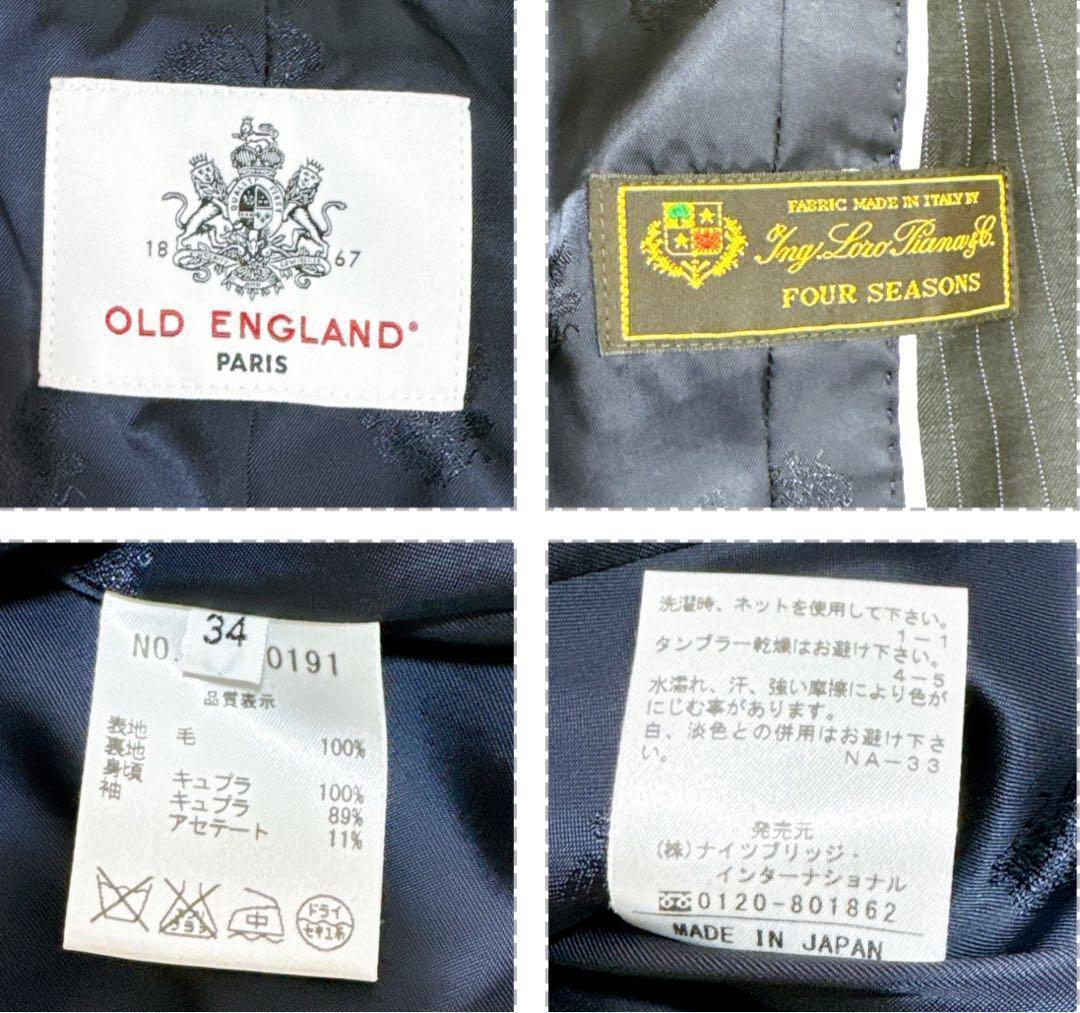 18 67
OLD ENGLAND®
PARIS
FABRIC MADE IN ITALY BY
Ing. Loro Piana & C.
FOUR SEASONS
34
NO 0191
品質表示
表地 毛 100%
裏地
身頃 キュプラ 100%
袖 キュプラ 89%
アセテート 11%
エンソ
サラシ
中
ドライ
セキユ系
洗濯時、ネットを使用して下さい。
1-1
タンブラー乾燥はお避け下さい。
4-5
水濡れ、汗、強い摩擦により色が
にじむ事があります。
白、淡色との併用はお避け下さ
い。 NA-33
発売元
(株)ナイツブリッジ・
インターナショナル
0120-801862
MADE IN JAPAN